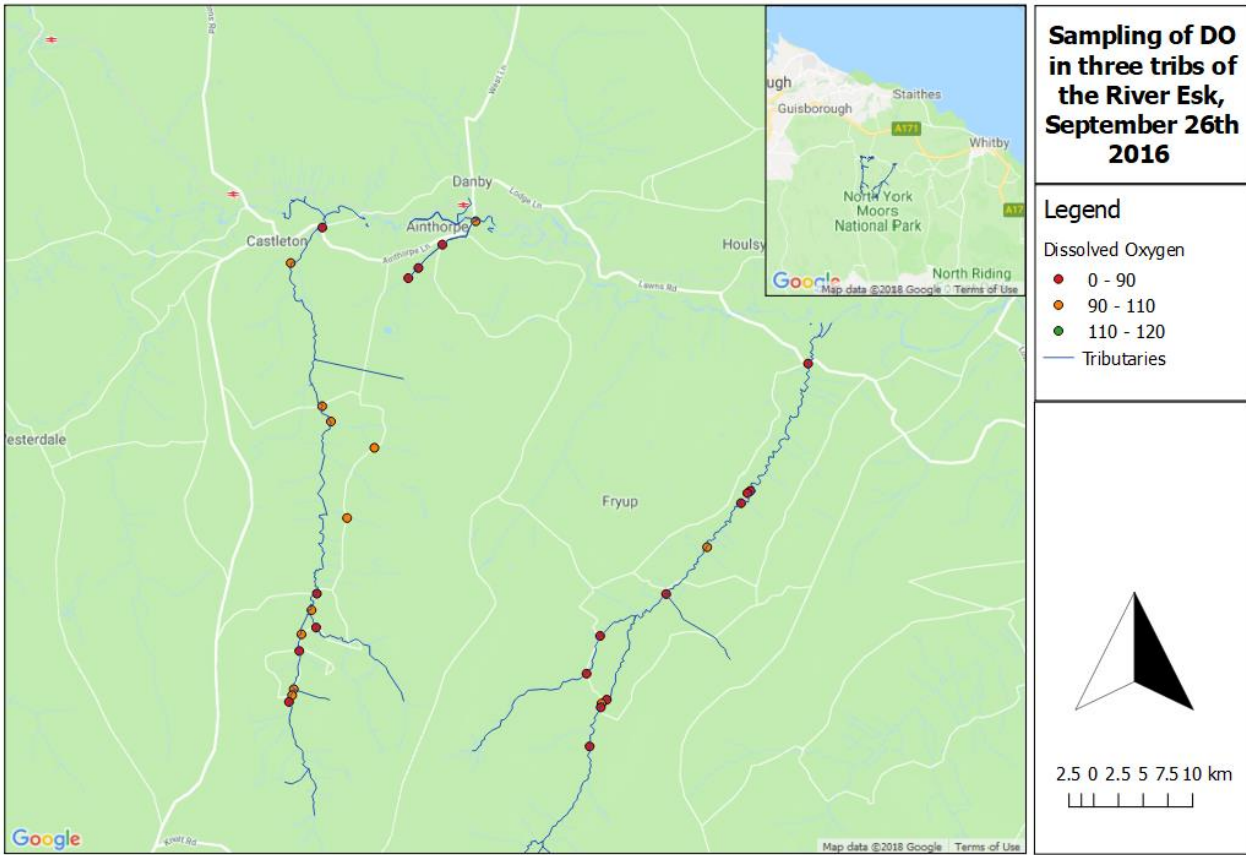 Sampling of DO
in three tribs of
the River Esk,
September 26th
2016
Legend
Dissolved Oxygen
0 - 90
90 - 110
110 - 120
Tributaries
2.5 0 2.5 5 7.5 10 km
ugh
Guisborough
Staithes
A171
Whitby
North York
Moors
National Park
A17
North Riding
Google
Map data ©2018 Google
Terms of Use
West Ln
Danby
Lodge Ln
Castleton
Ainthorpe
Ainthorpe Ln
Houlsy
Lawns Rd
esterdale
Fryup
Google
Map data ©2018 Google
Terms of Use